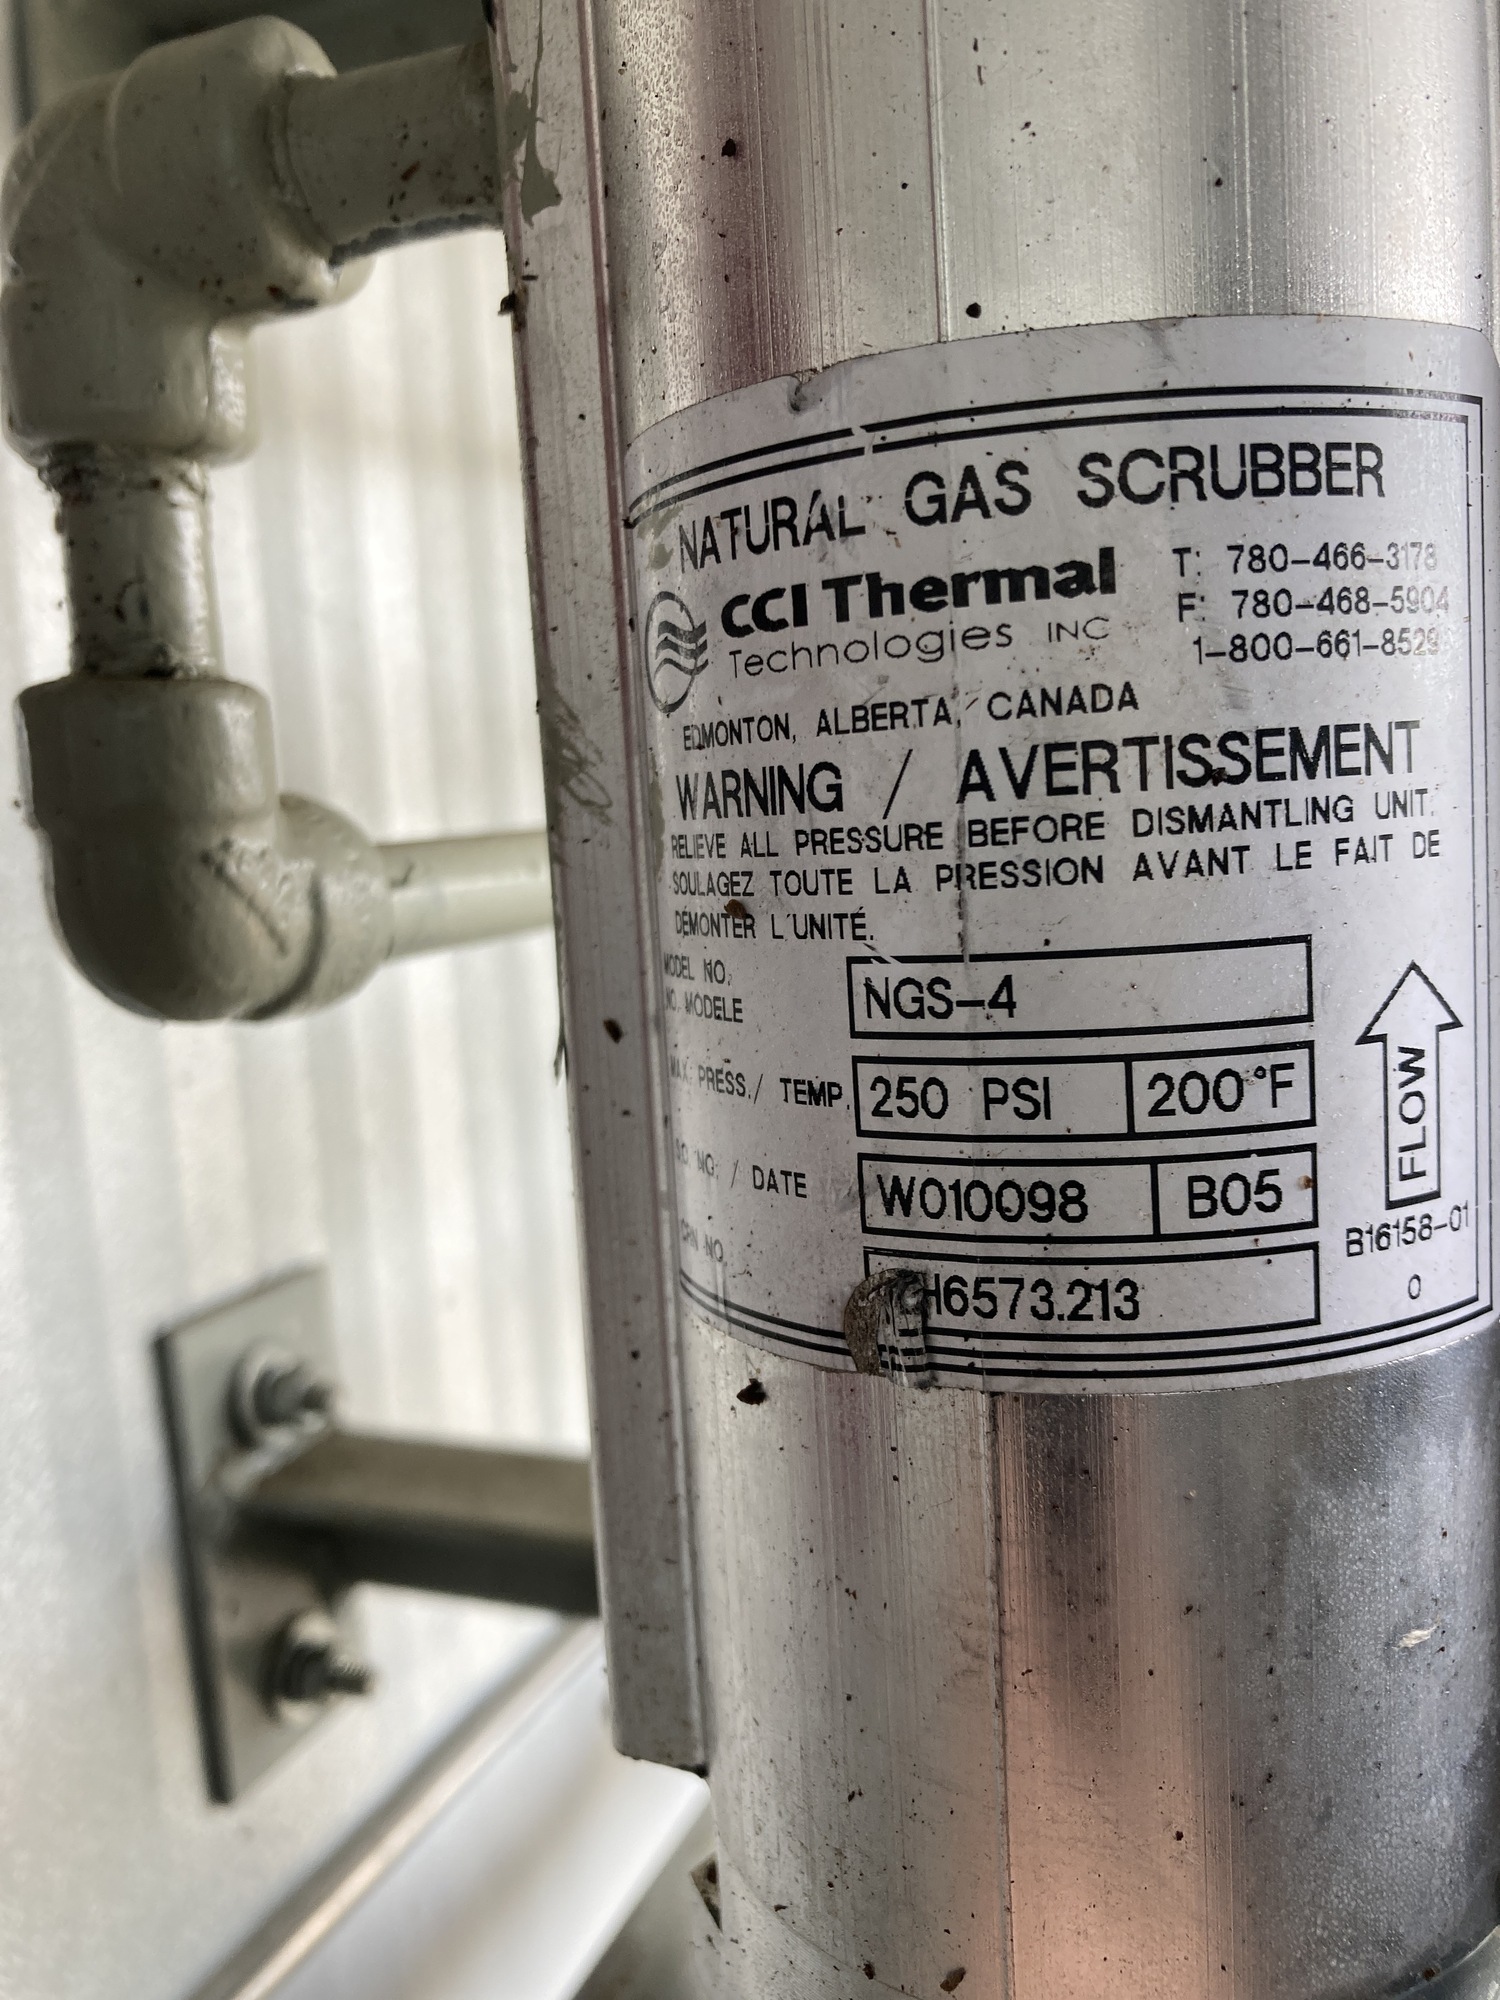 NATURAL GAS SCRUBBER
CCI Thermal
Technologies INC
T: 780-466-3178
F: 780-468-5904
1-800-661-8529
EDMONTON, ALBERTA, CANADA
WARNING / AVERTISSEMENT
RELIEVE ALL PRESSURE BEFORE DISMANTLING UNIT.
SOULAGEZ TOUTE LA PRESSION AVANT LE FAIT DE
DÉMONTER L'UNITÉ.
MODEL NO.
NO. MODELE
NGS-4
MAX. PRESS./ TEMP. 250 PSI 200°F
NO. / DATE W010098 B05
CRN NO. H6573.213
FLOW
B16158-01
0